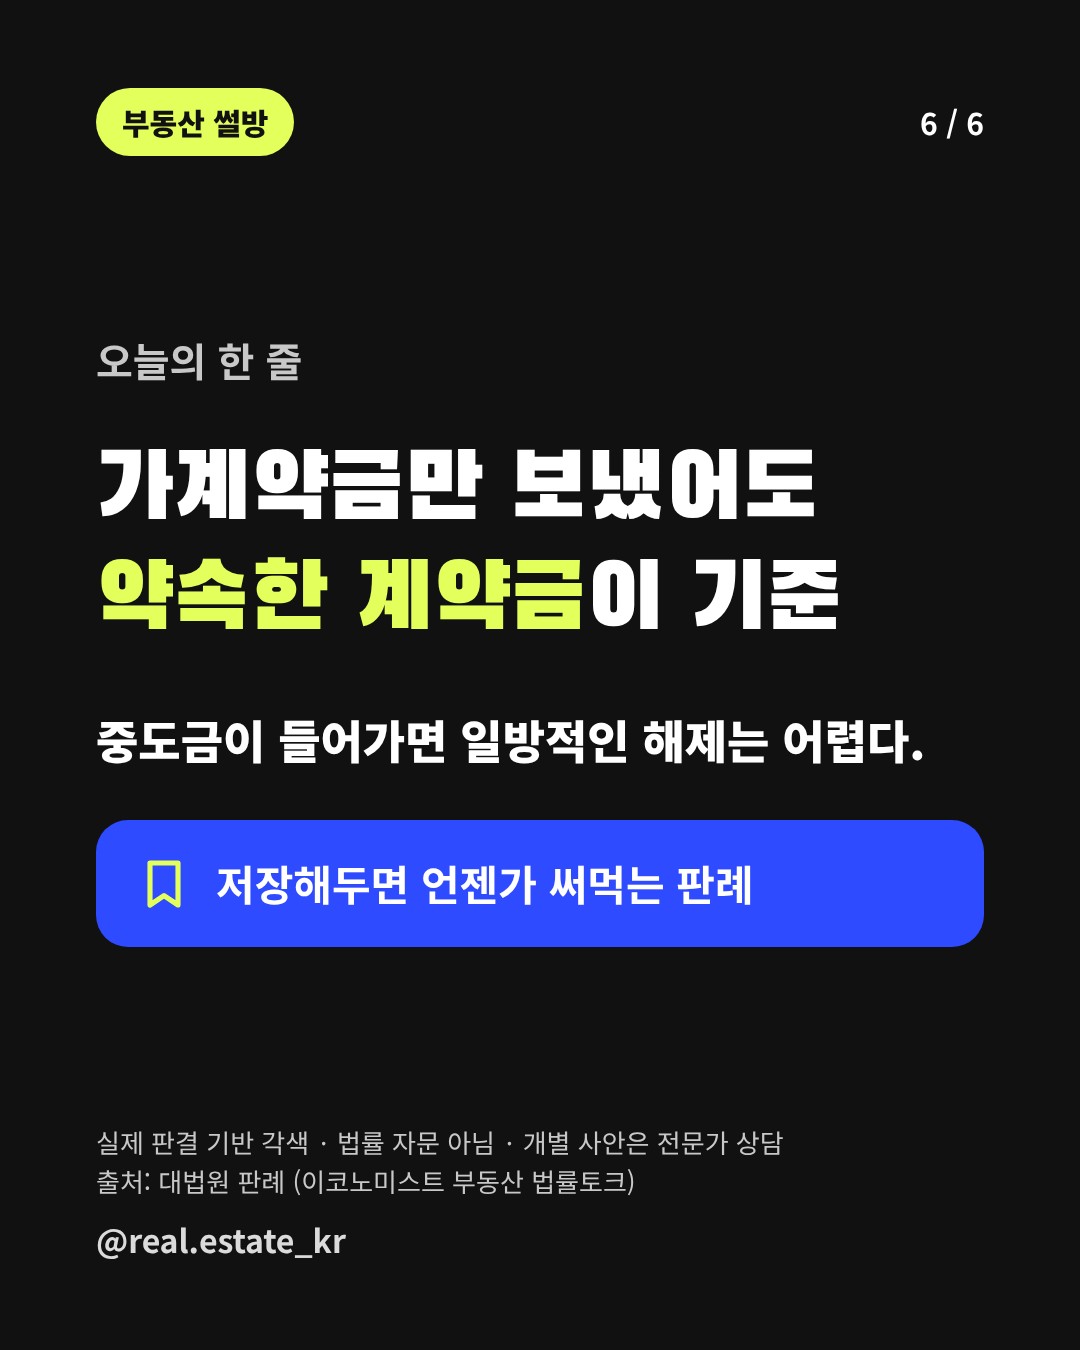 부동산 썰방
6 / 6
오늘의 한 줄
가계약금만 보냈어도
약속한 계약금이 기준
중도금이 들어가면 일방적인 해제는 어렵다.
저장해두면 언젠가 써먹는 판례
실제 판결 기반 각색 · 법률 자문 아님 · 개별 사안은 전문가 상담
출처: 대법원 판례 (이코노미스트 부동산 법률토크)
@real.estate_kr